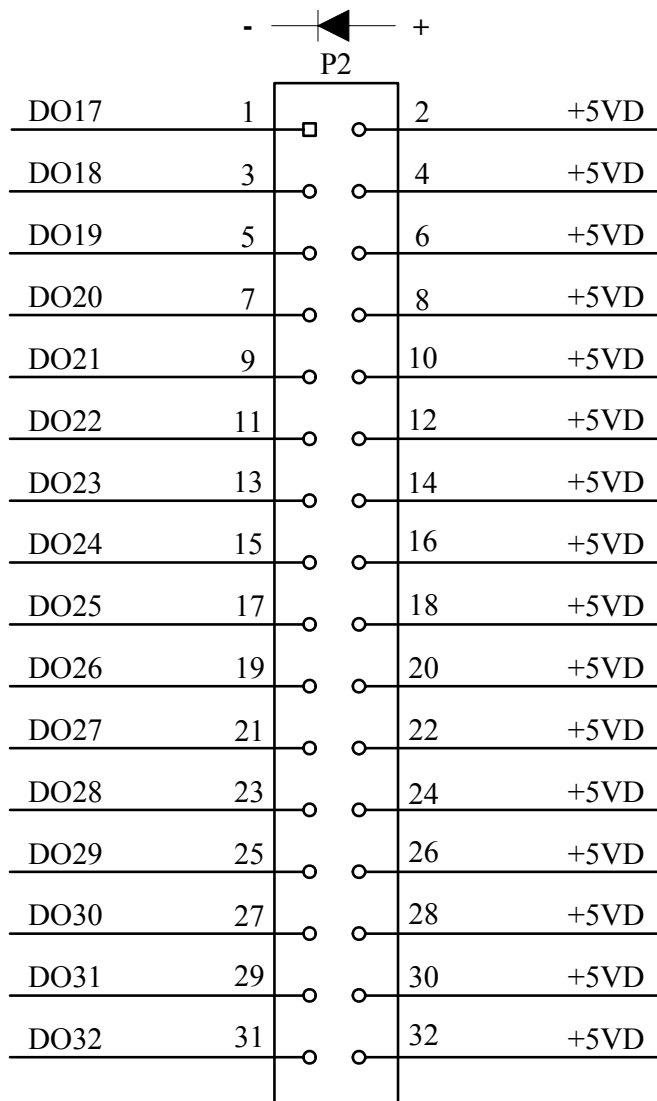 - +
P2
DO17 1 2 +5VD
DO18 3 4 +5VD
DO19 5 6 +5VD
DO20 7 8 +5VD
DO21 9 10 +5VD
DO22 11 12 +5VD
DO23 13 14 +5VD
DO24 15 16 +5VD
DO25 17 18 +5VD
DO26 19 20 +5VD
DO27 21 22 +5VD
DO28 23 24 +5VD
DO29 25 26 +5VD
DO30 27 28 +5VD
DO31 29 30 +5VD
DO32 31 32 +5VD